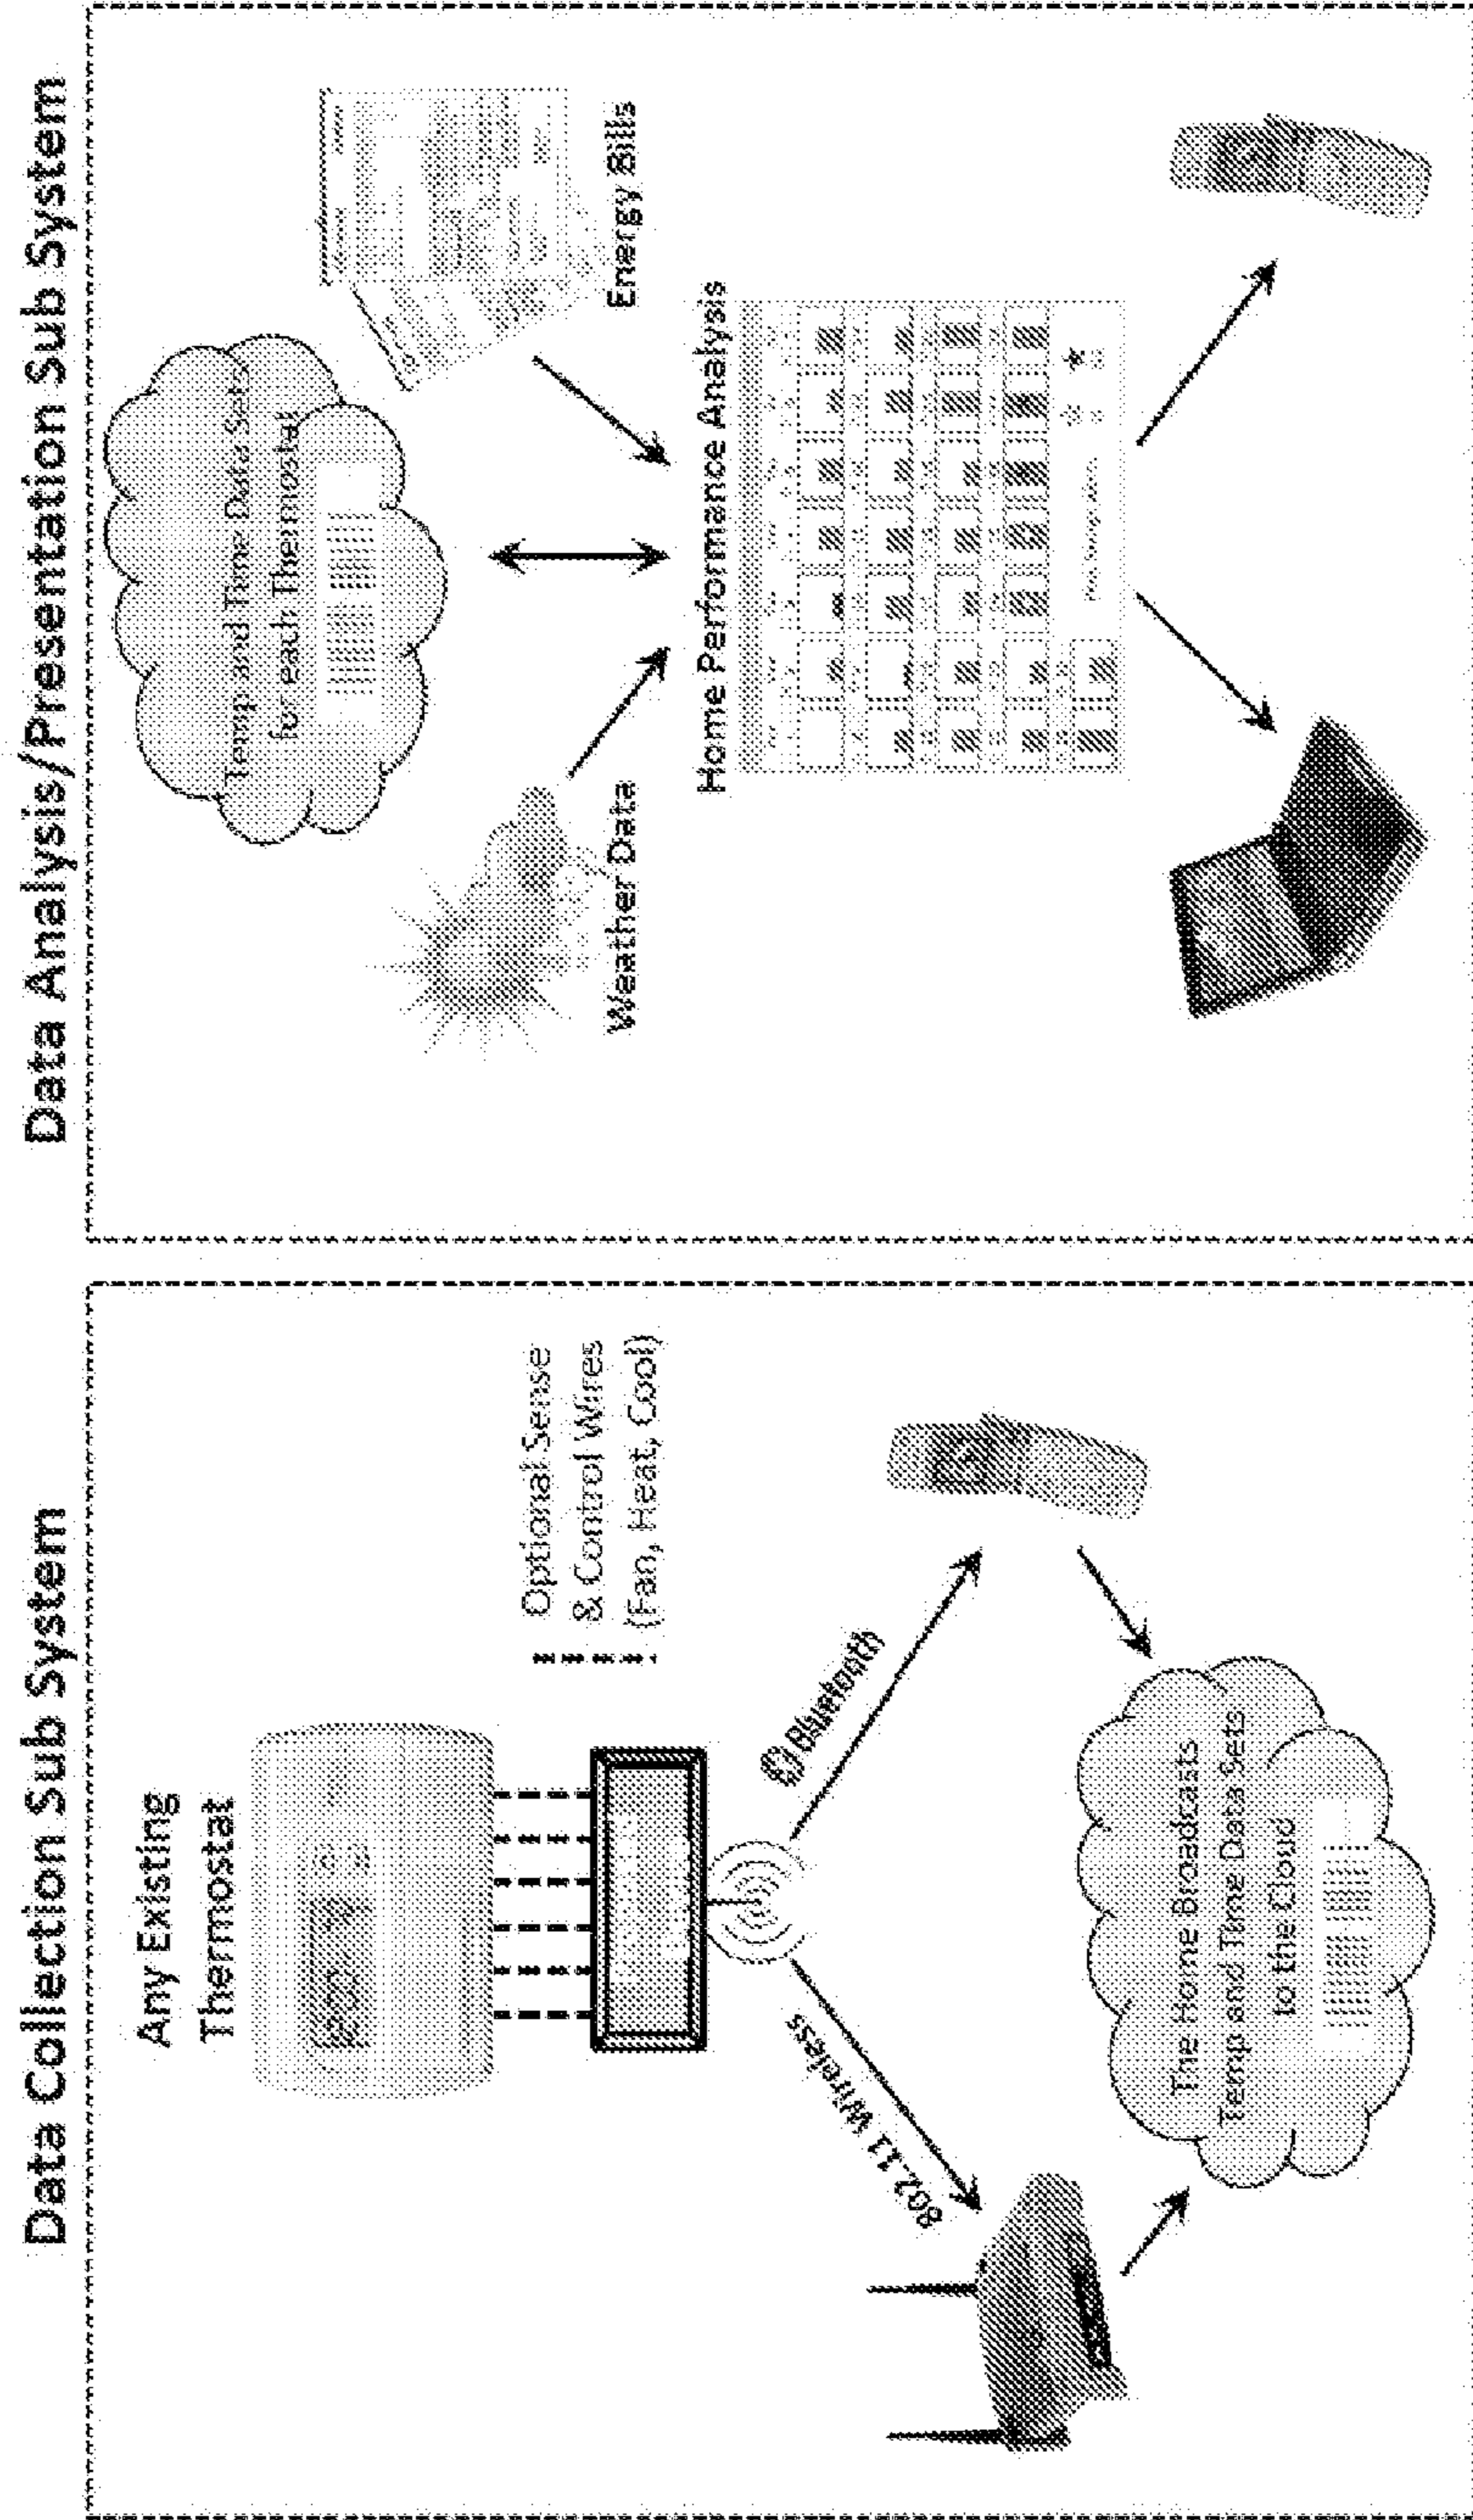 Data Collection Sub System
Any Existing
Thermostat
Optional Sense
& Control Wires
(Fan, Heat, Cool)
802.11 Wireless
Bluetooth
The Home Broadcasts
Temp and Time Data Sets
to the Cloud
Data Analysis/Presentation Sub System
Temp and Time Data Sets
for each Thermostat
Weather Data
Energy Bills
Home Performance Analysis